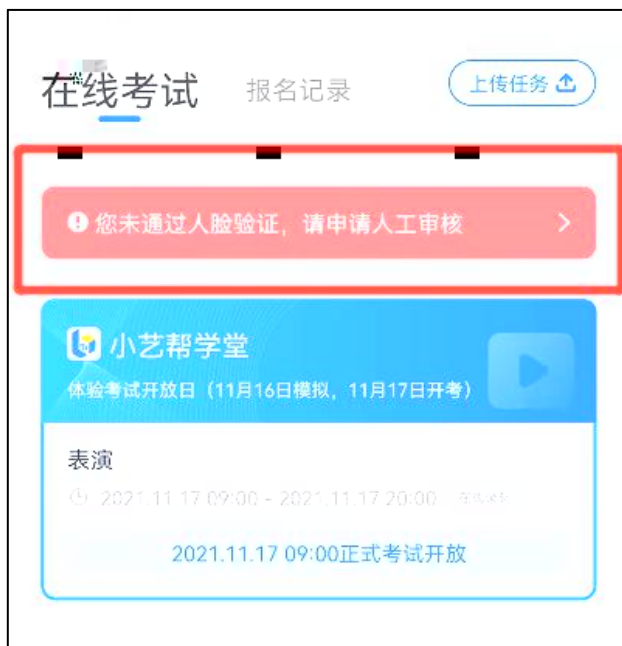 在线考试
报名记录
上传任务
您未通过人脸验证，请申请人工审核
小艺帮学堂
体验考试开放日（11月16日模拟，11月17日开考）
表演
2021.11.17 09:00 - 2021.11.17 20:00
2021.11.17 09:00正式考试开放